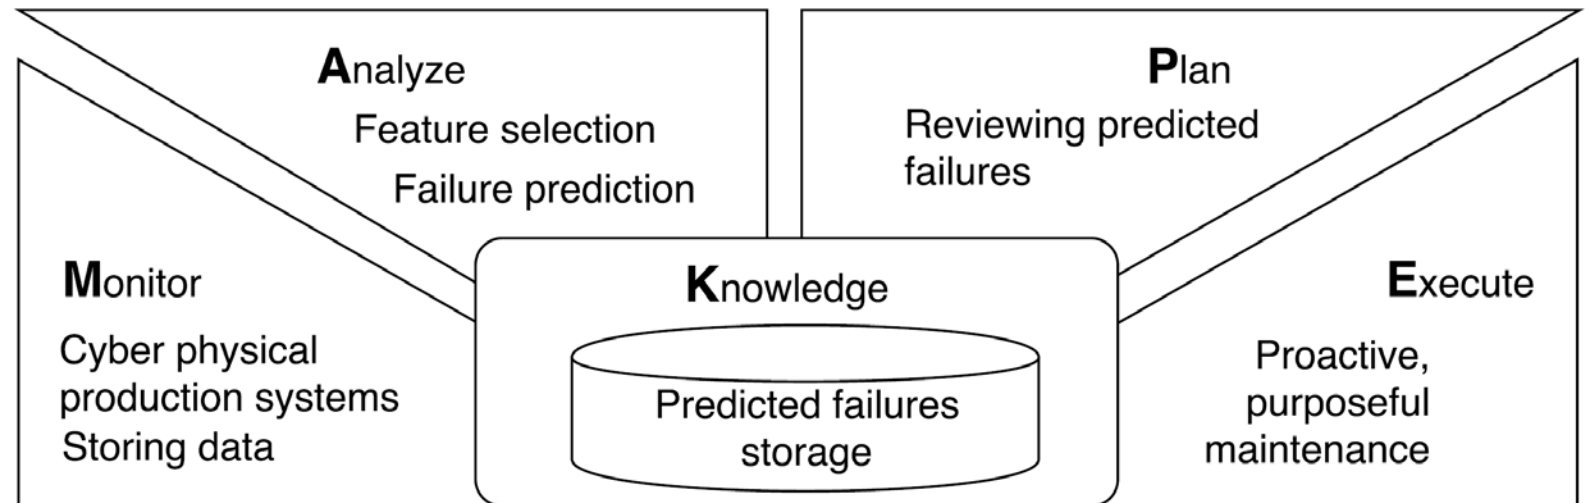 Analyze
Feature selection
Failure prediction
Plan
Reviewing predicted
failures
Monitor
Cyber physical
production systems
Storing data
Knowledge
Predicted failures
storage
Execute
Proactive,
purposeful
maintenance